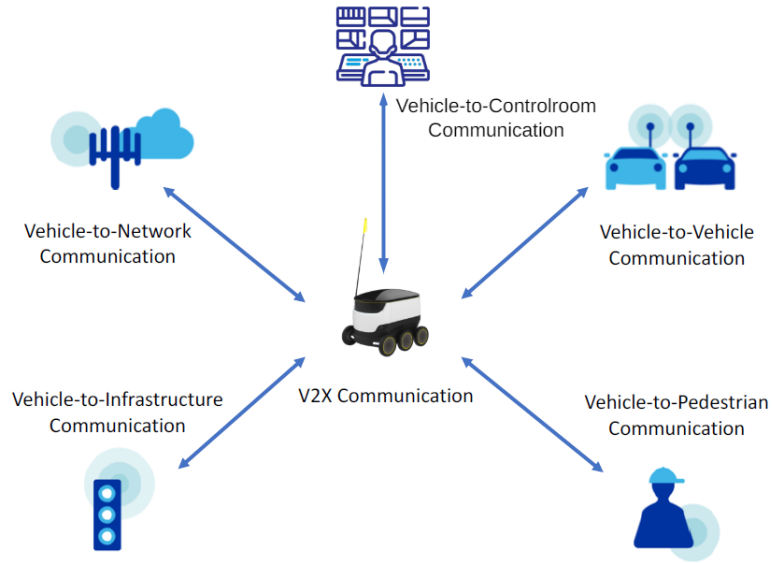 Vehicle-to-Controlroom
Communication
Vehicle-to-Network
Communication
Vehicle-to-Vehicle
Communication
Vehicle-to-Infrastructure
Communication
V2X Communication
Vehicle-to-Pedestrian
Communication